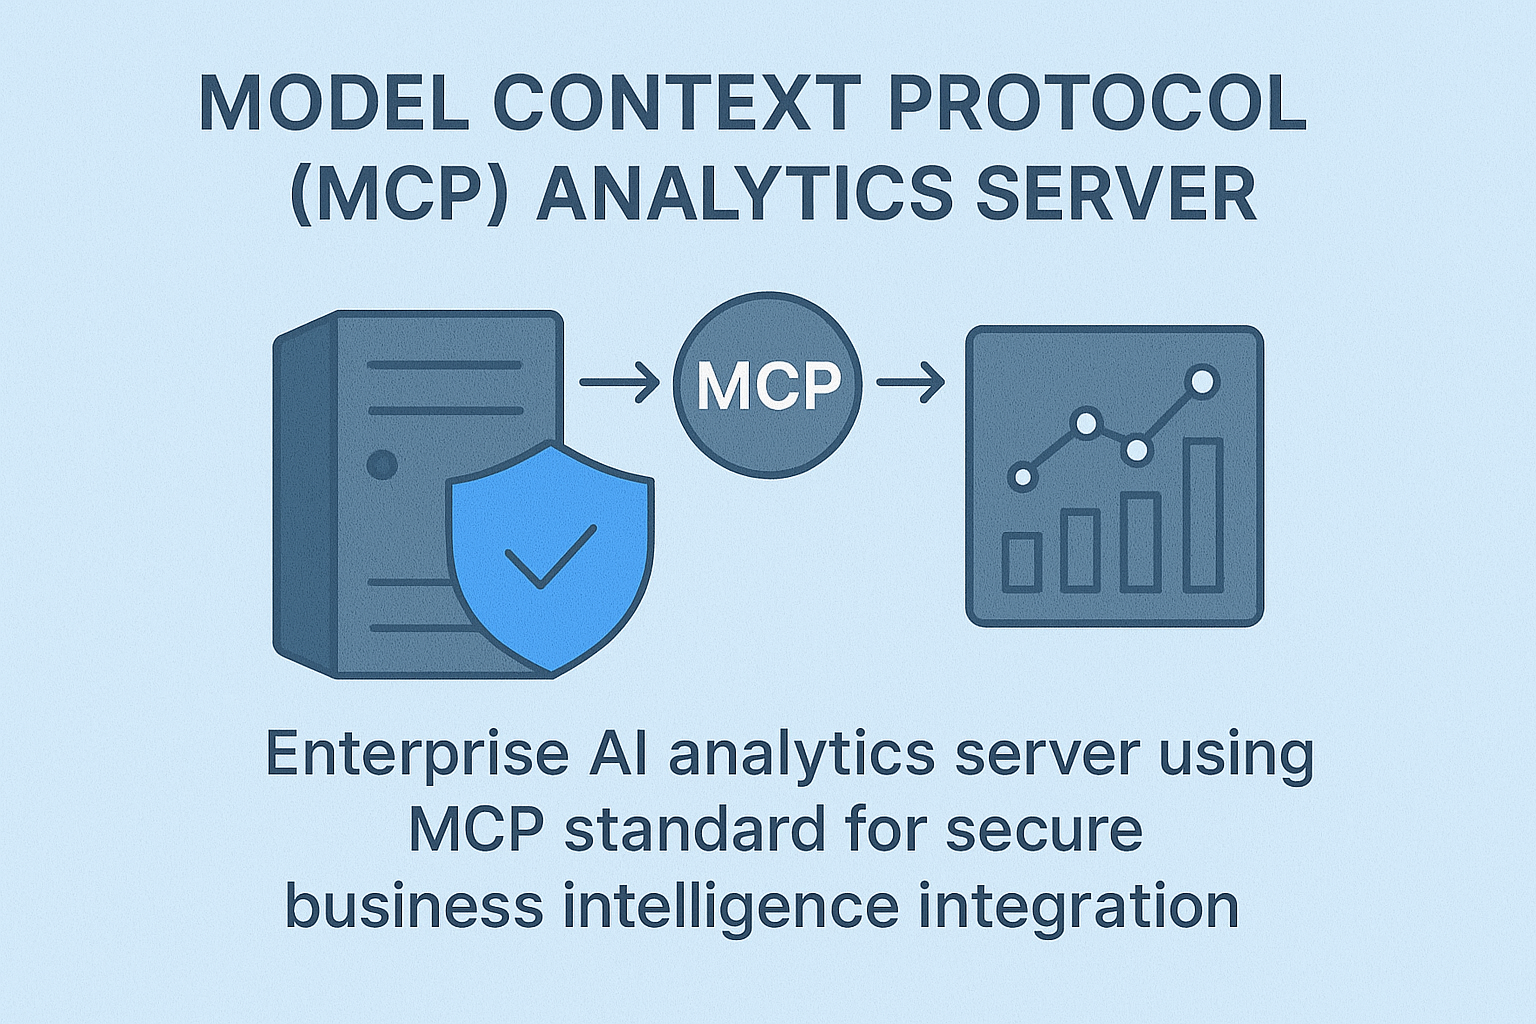 MODEL CONTEXT PROTOCOL
(MCP) ANALYTICS SERVER
MCP
Enterprise AI analytics server using
MCP standard for secure
business intelligence integration